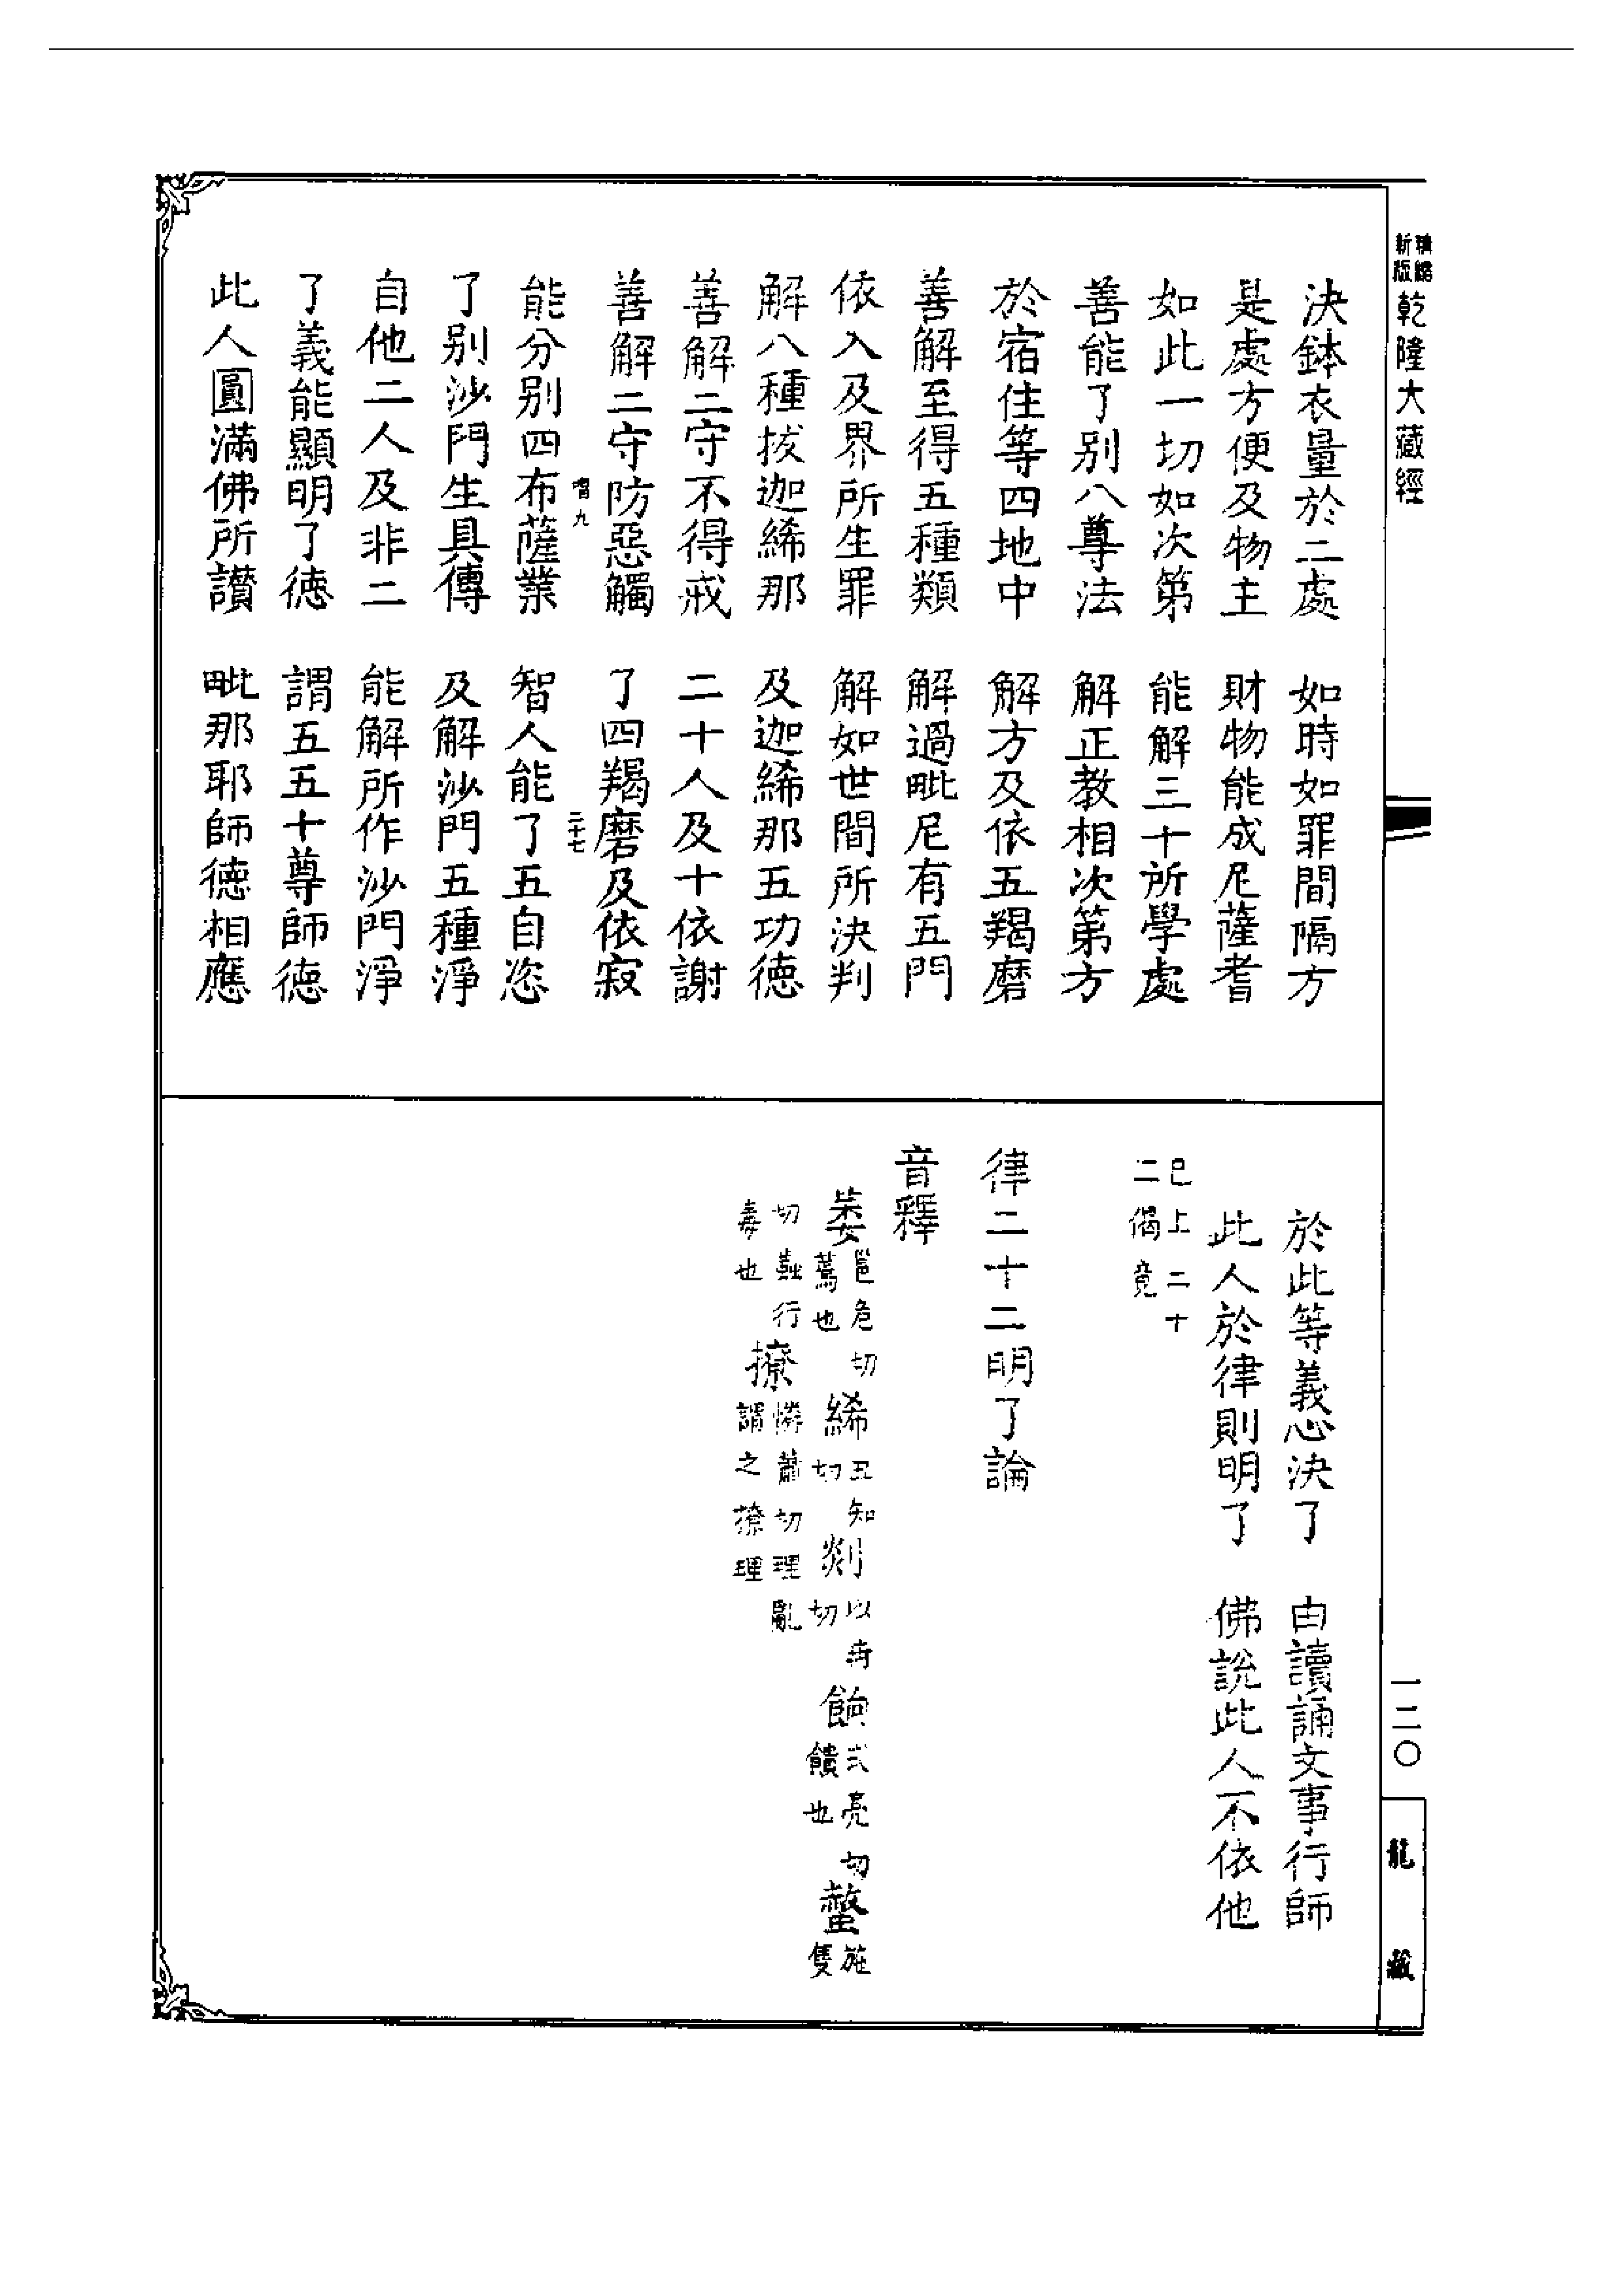 精編
新版
乾隆大藏經
決鉢衣量於二處　如時如罪間隔方
是處方便及物主　財物能成尼薩耆
如此一切如次第　能解三十所學處
善能了别八尊法　解正教相次第方
於宿住等四地中　解方及依五羯磨
善解至得五種類　解過毗尼有五門
依入及界所生罪　解如世間所決判
解八種拔迦絺那　及迦絺那五功德
善解二守不得戒　二十人及十依謝
善解二守防惡觸　了四羯磨及依寂
二十七
能分别四布薩業　智人能了五自恣
了别沙門生具傳　及解沙門五種淨
自他二人及非二　能解所作沙門淨
了義能顯明了德　謂五五十尊師德
此人圓滿佛所讚　毗那耶師德相應
於此等義心決了　由讀誦文事行師
此人於律則明了　佛說此人不依他
已上二十
二偈竟
律二十二明了論
音釋
萎邕危切蔫也絺丑知切剡以冉切餉式亮切饋也螫施隻
切蟲行毒也撩憐蕭切理亂謂之撩理
一二〇
龍藏